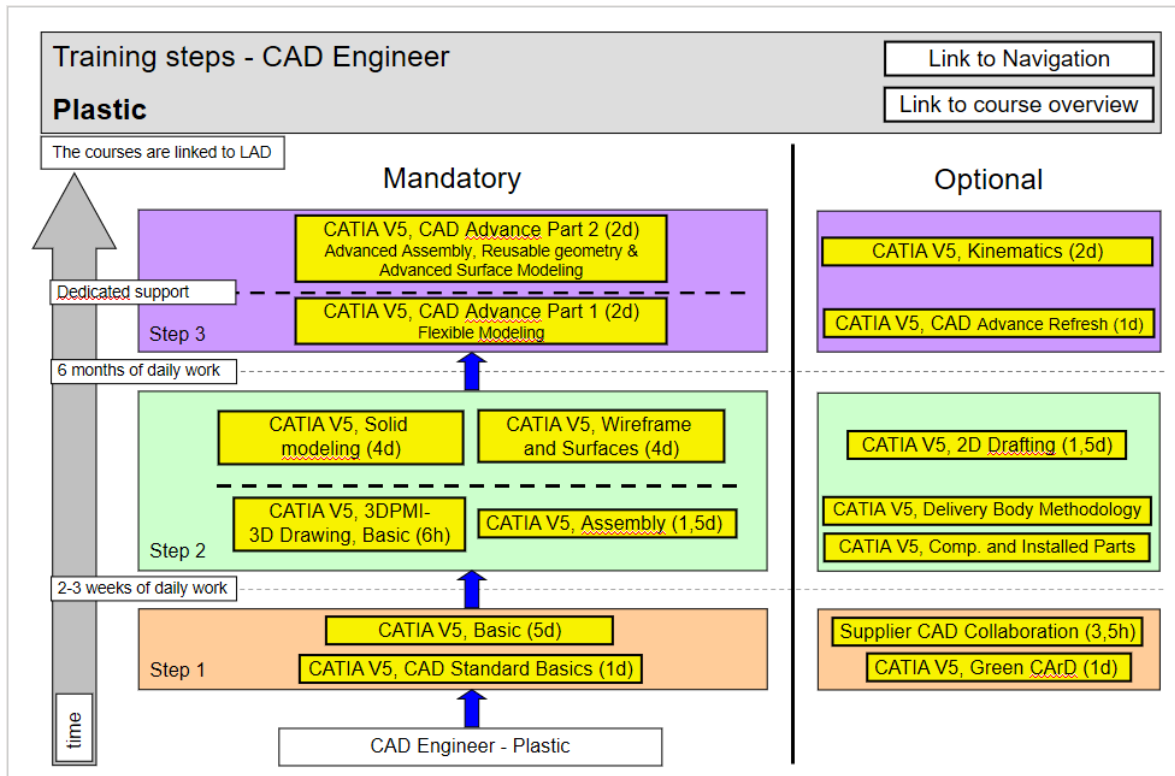 Training steps - CAD Engineer
Link to Navigation
Plastic
Link to course overview
The courses are linked to LAD
Mandatory
Optional
CATIA V5, CAD Advance Part 2 (2d)
Advanced Assembly, Reusable geometry &
Advanced Surface Modeling
CATIA V5, Kinematics (2d)
Dedicated support
CATIA V5, CAD Advance Part 1 (2d)
Flexible Modeling
CATIA V5, CAD Advance Refresh (1d)
Step 3
6 months of daily work
CATIA V5, Solid
modeling (4d)
CATIA V5, Wireframe
and Surfaces (4d)
CATIA V5, 2D Drafting (1,5d)
CATIA V5, 3DPMI-
3D Drawing, Basic (6h)
CATIA V5, Assembly (1,5d)
CATIA V5, Delivery Body Methodology
CATIA V5, Comp. and Installed Parts
Step 2
2-3 weeks of daily work
CATIA V5, Basic (5d)
Supplier CAD Collaboration (3,5h)
Step 1
CATIA V5, CAD Standard Basics (1d)
CATIA V5, Green CArD (1d)
time
CAD Engineer - Plastic